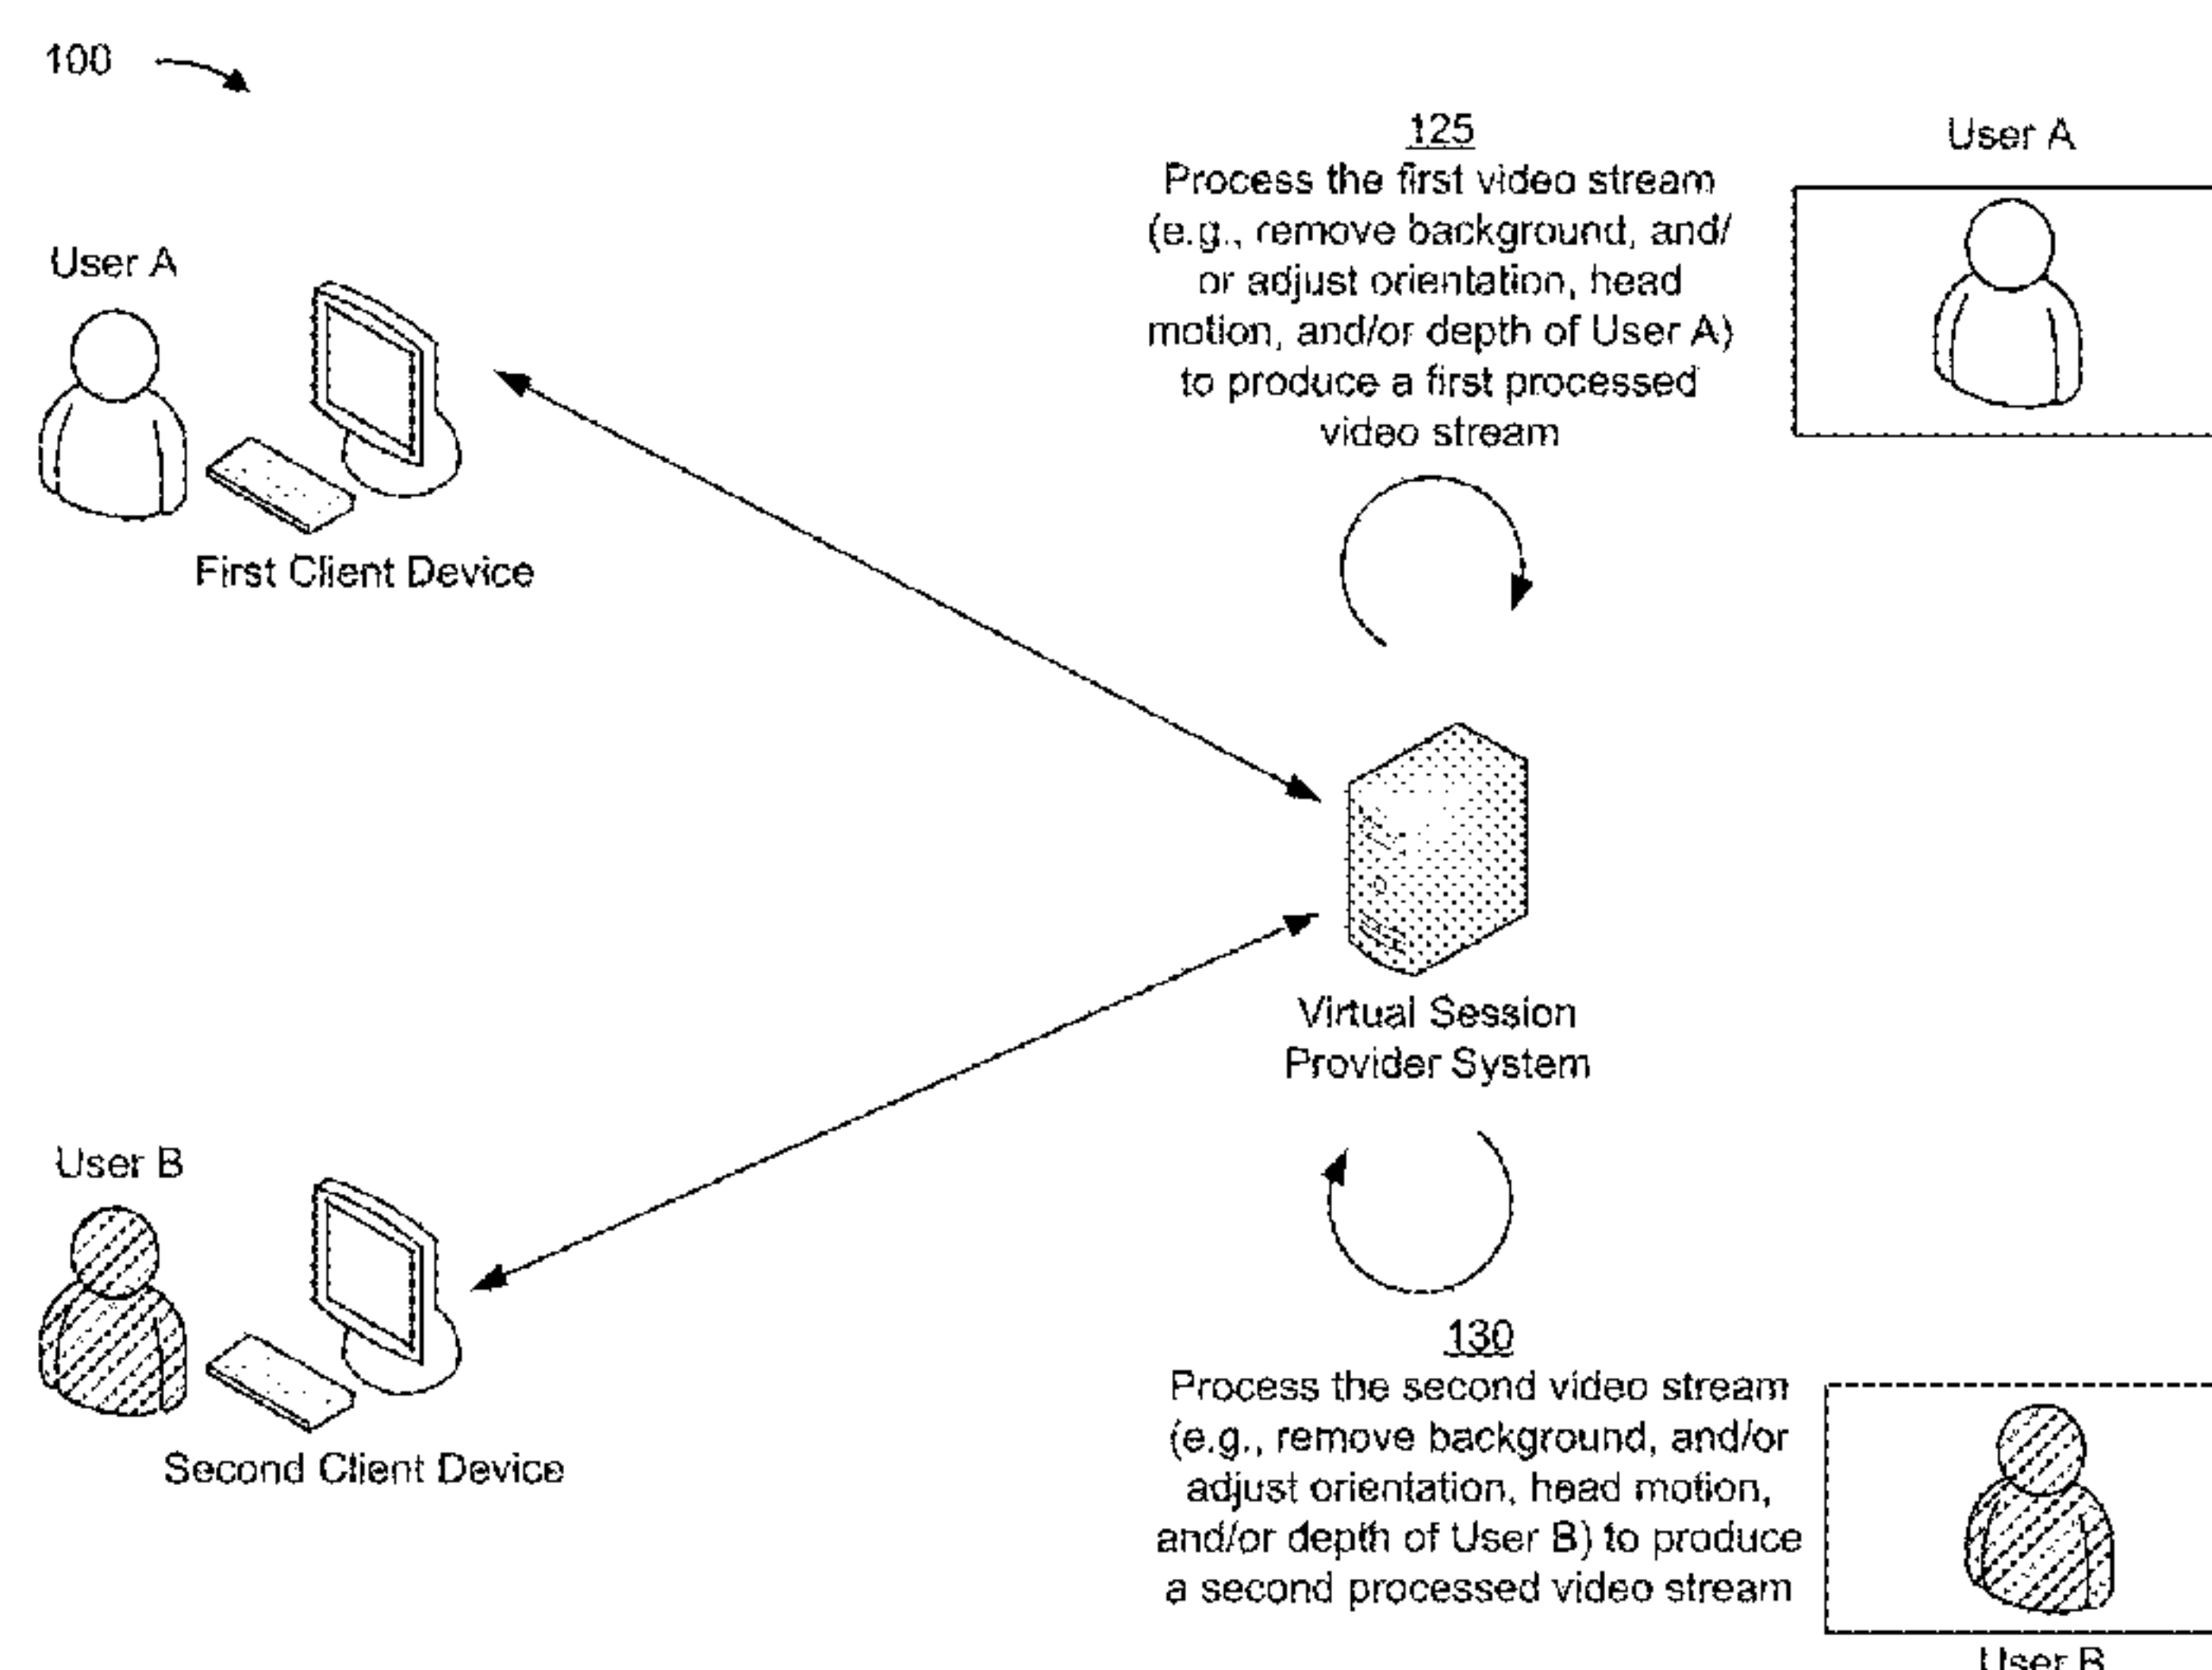 100
125
Process the first video stream
(e.g., remove background, and/
or adjust orientation, head
motion, and/or depth of User A)
to produce a first processed
video stream
User A
User A
First Client Device
Virtual Session
Provider System
User B
Second Client Device
130
Process the second video stream
(e.g., remove background, and/or
adjust orientation, head motion,
and/or depth of User B) to produce
a second processed video stream
User B